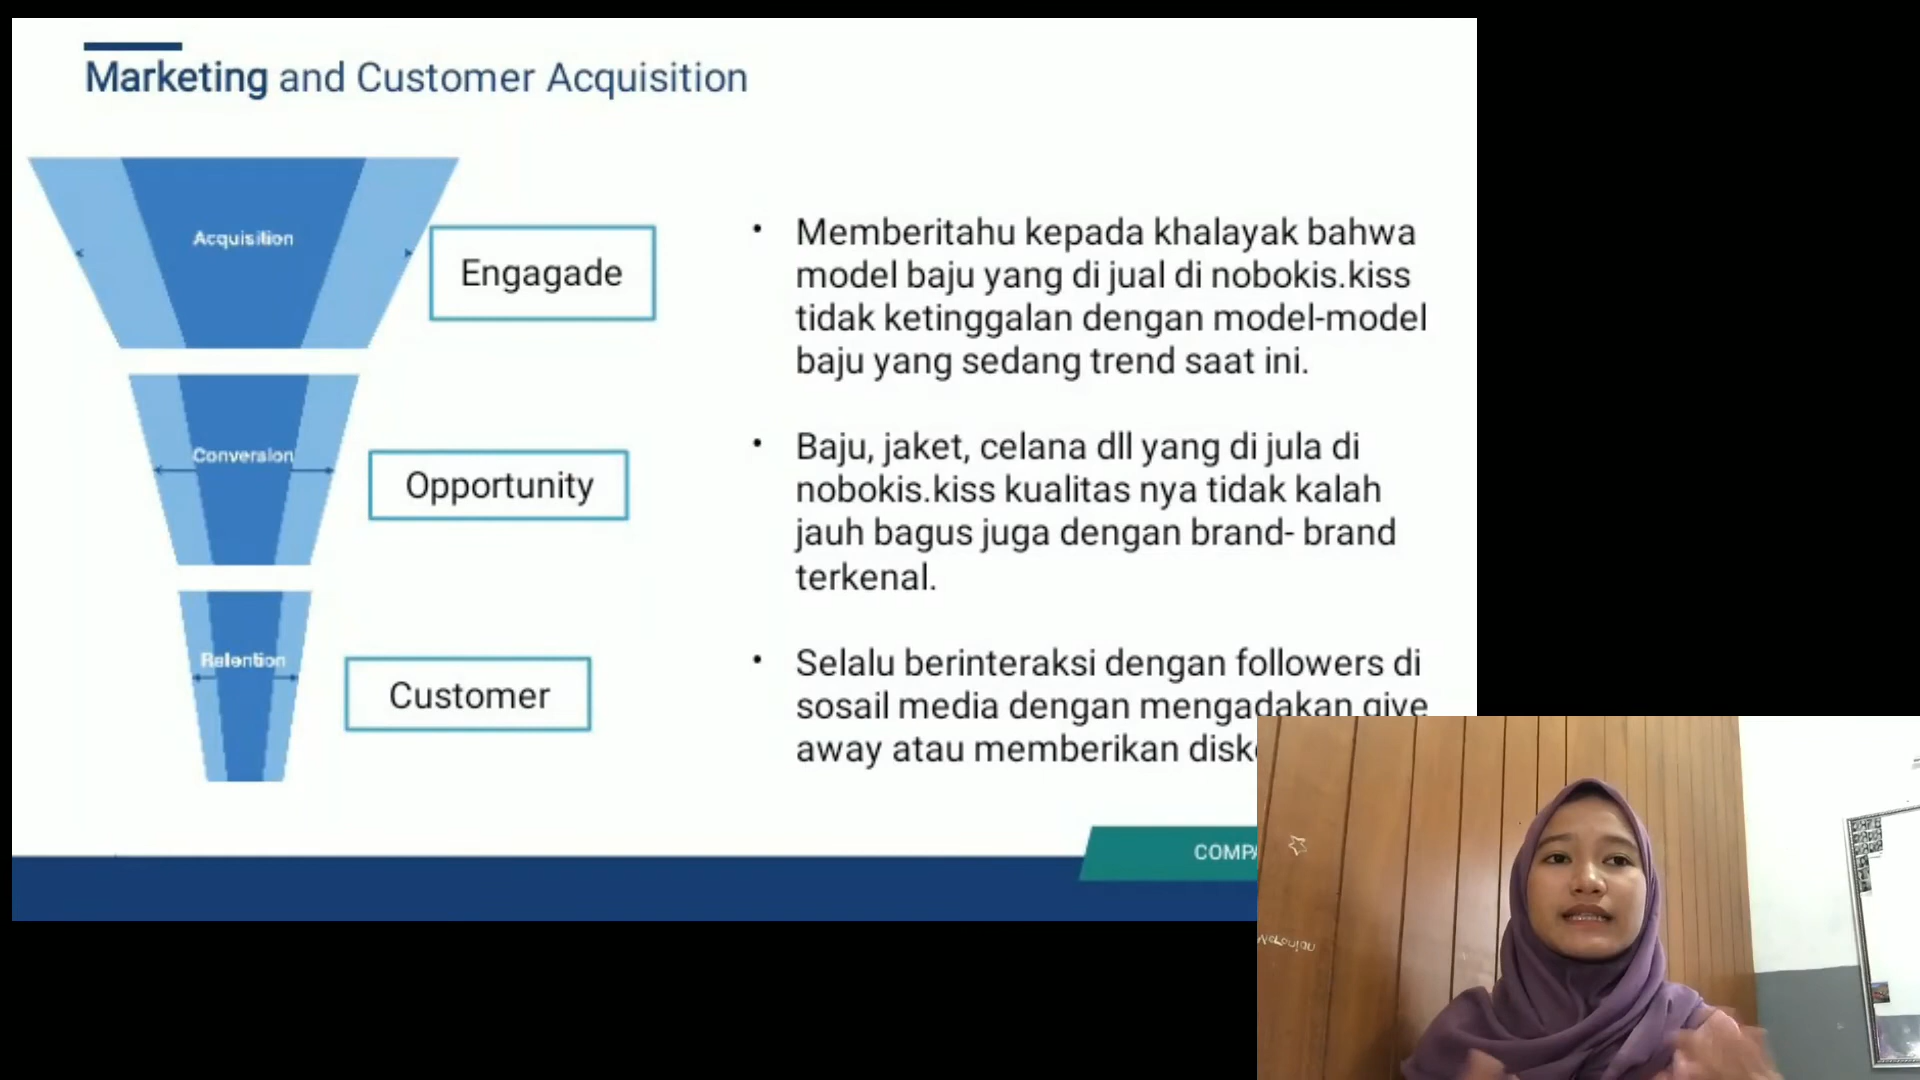 Marketing and Customer Acquisition
Acquisition
Engagade
Memberitahu kepada khalayak bahwa
model baju yang di jual di nobokis.kiss
tidak ketinggalan dengan model-model
baju yang sedang trend saat ini.
Conversion
Opportunity
Baju, jaket, celana dll yang di jula di
nobokis.kiss kualitas nya tidak kalah
jauh bagus juga dengan brand- brand
terkenal.
Retention
Customer
Selalu berinteraksi dengan followers di
sosail media dengan mengadakan give
away atau memberikan